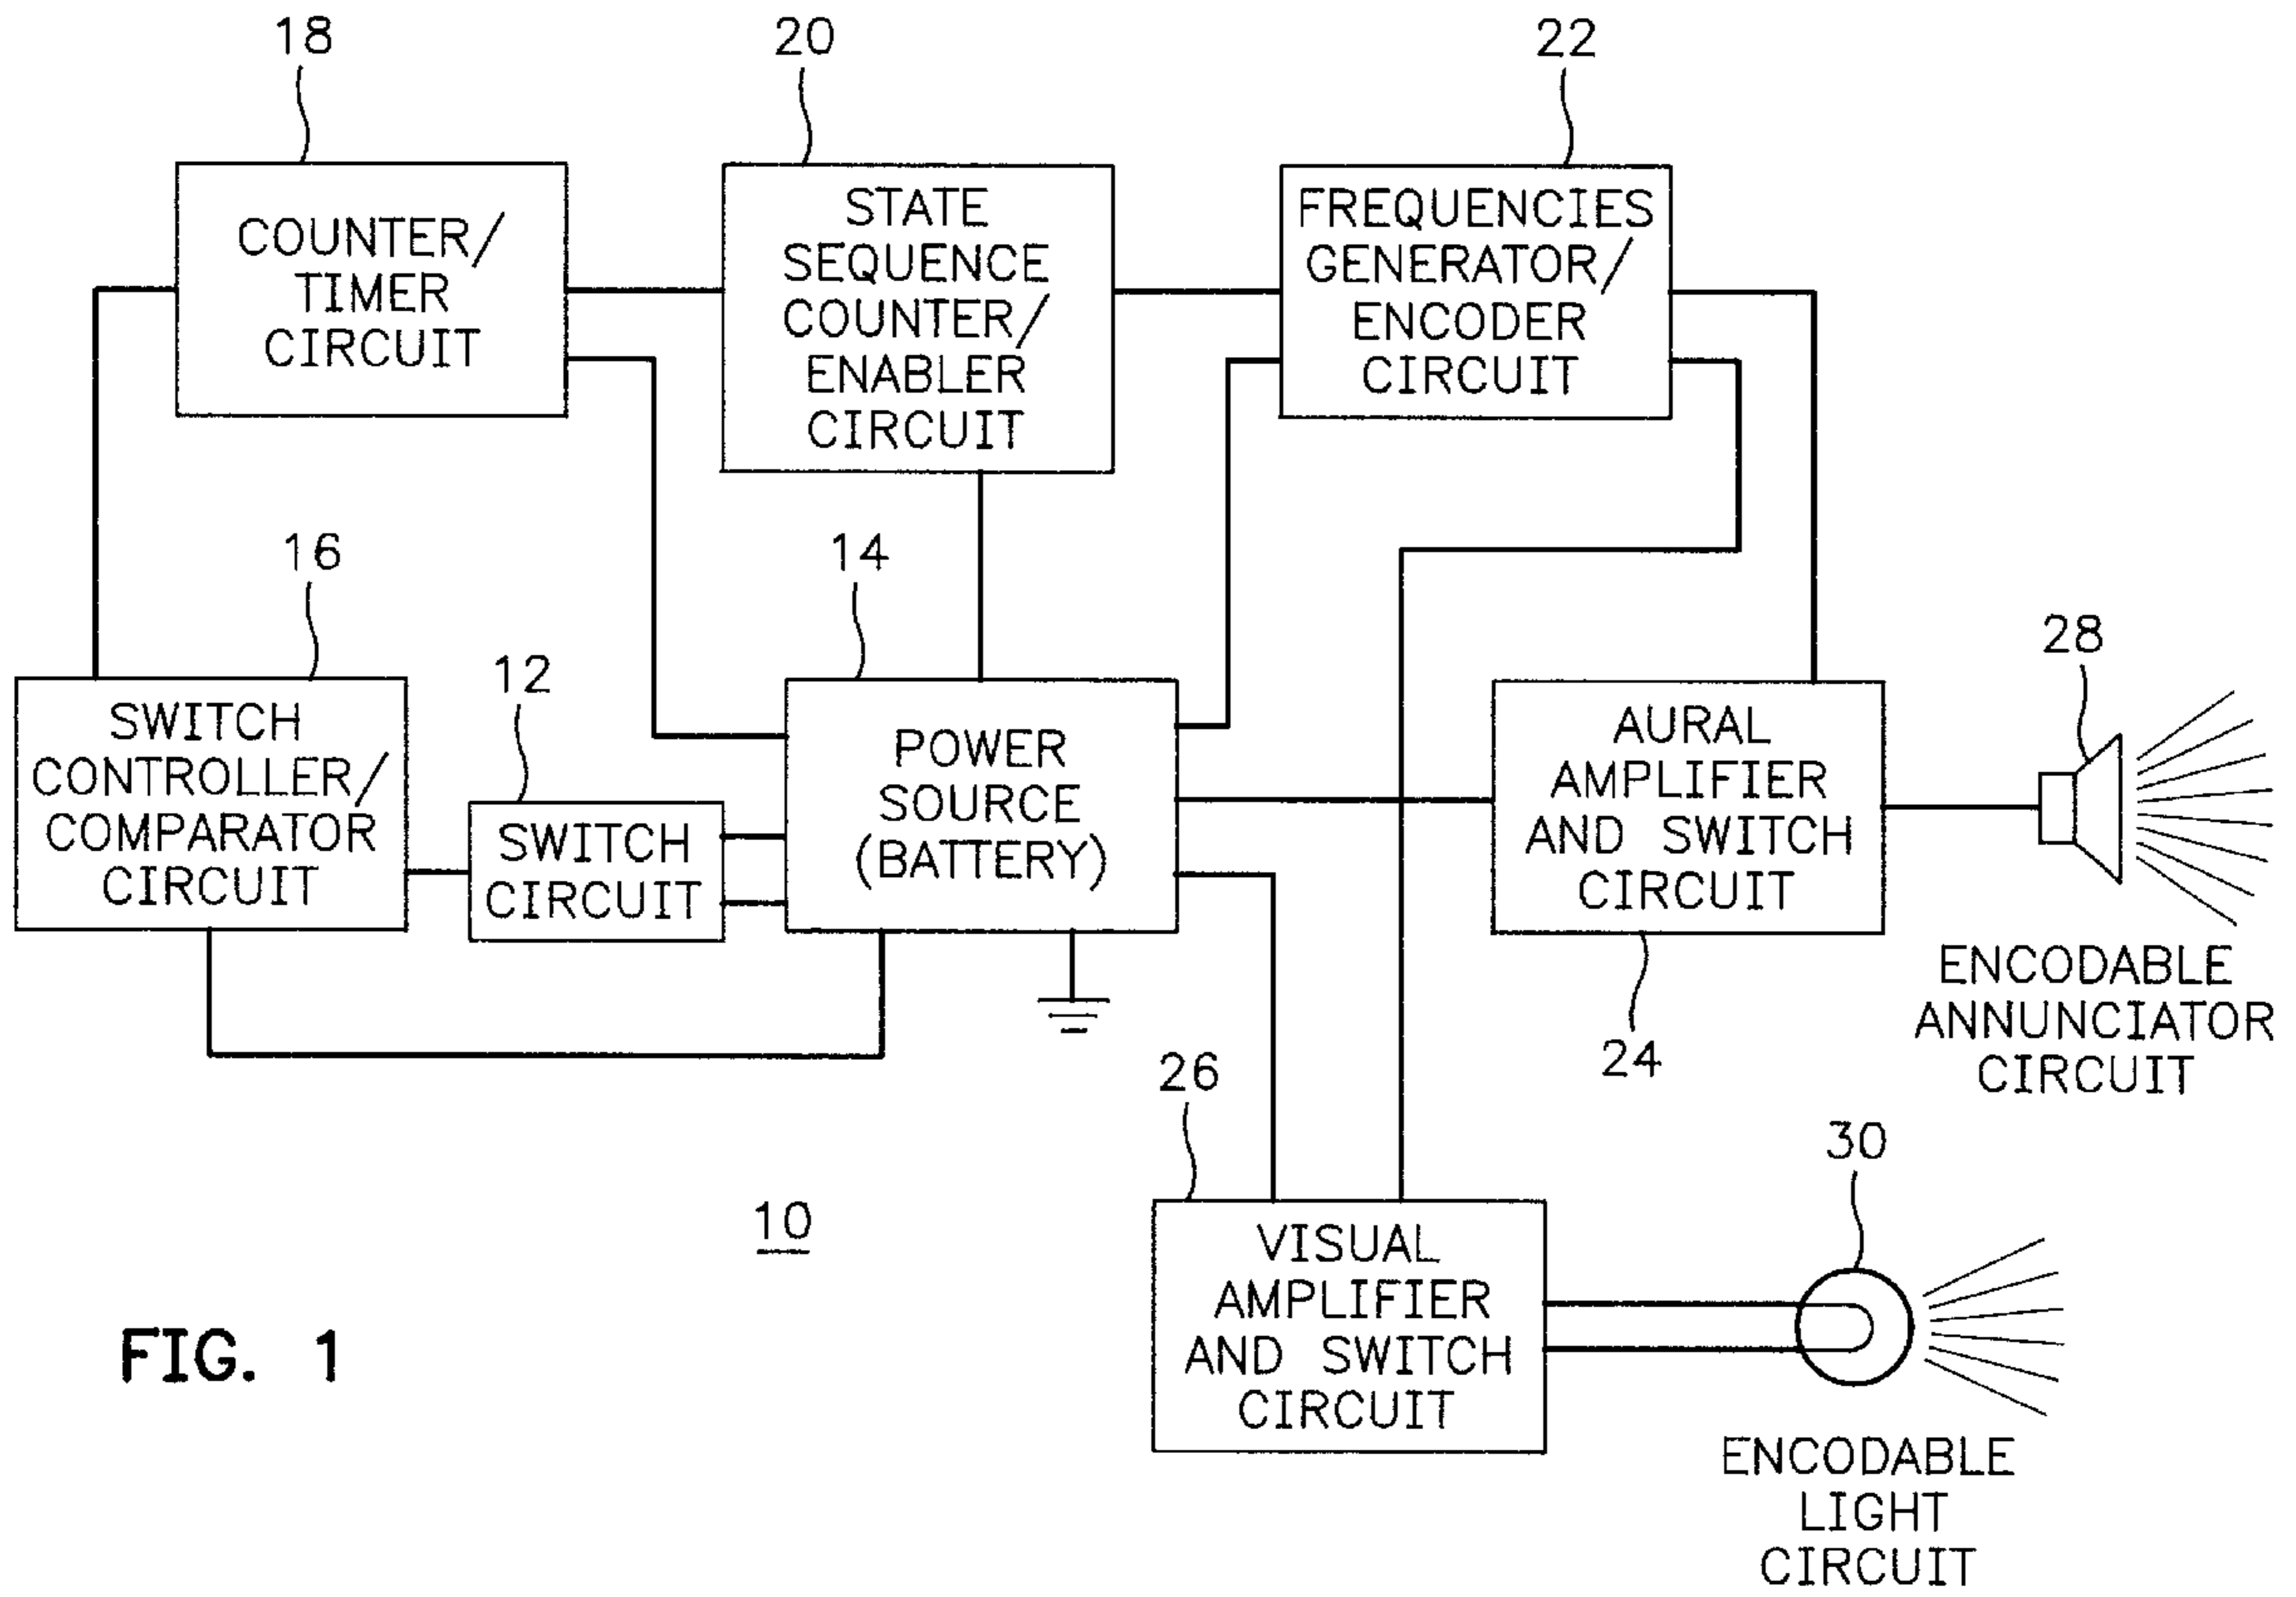 18
20
22
COUNTER/
TIMER
CIRCUIT
STATE
SEQUENCE
COUNTER/
ENABLER
CIRCUIT
FREQUENCIES
GENERATOR/
ENCODER
CIRCUIT
16
14
12
28
SWITCH
CONTROLLER/
COMPARATOR
CIRCUIT
SWITCH
CIRCUIT
POWER
SOURCE
(BATTERY)
AURAL
AMPLIFIER
AND SWITCH
CIRCUIT
24
ENCODABLE
ANNUNCIATOR
CIRCUIT
26
30
10
VISUAL
AMPLIFIER
AND SWITCH
CIRCUIT
ENCODABLE
LIGHT
CIRCUIT
FIG. 1